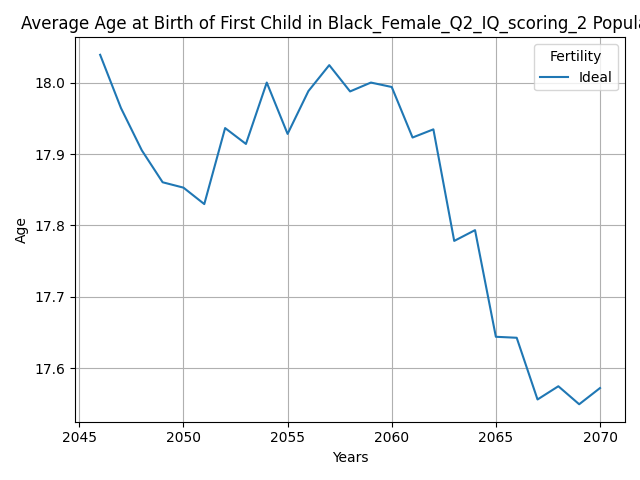 Average Age at Birth of First Child in Black_Female_Q2_IQ_scoring_2 Popula
Fertility
Ideal
18.0
17.9
17.8
17.7
17.6
Age
2045
2050
2055
2060
2065
2070
Years